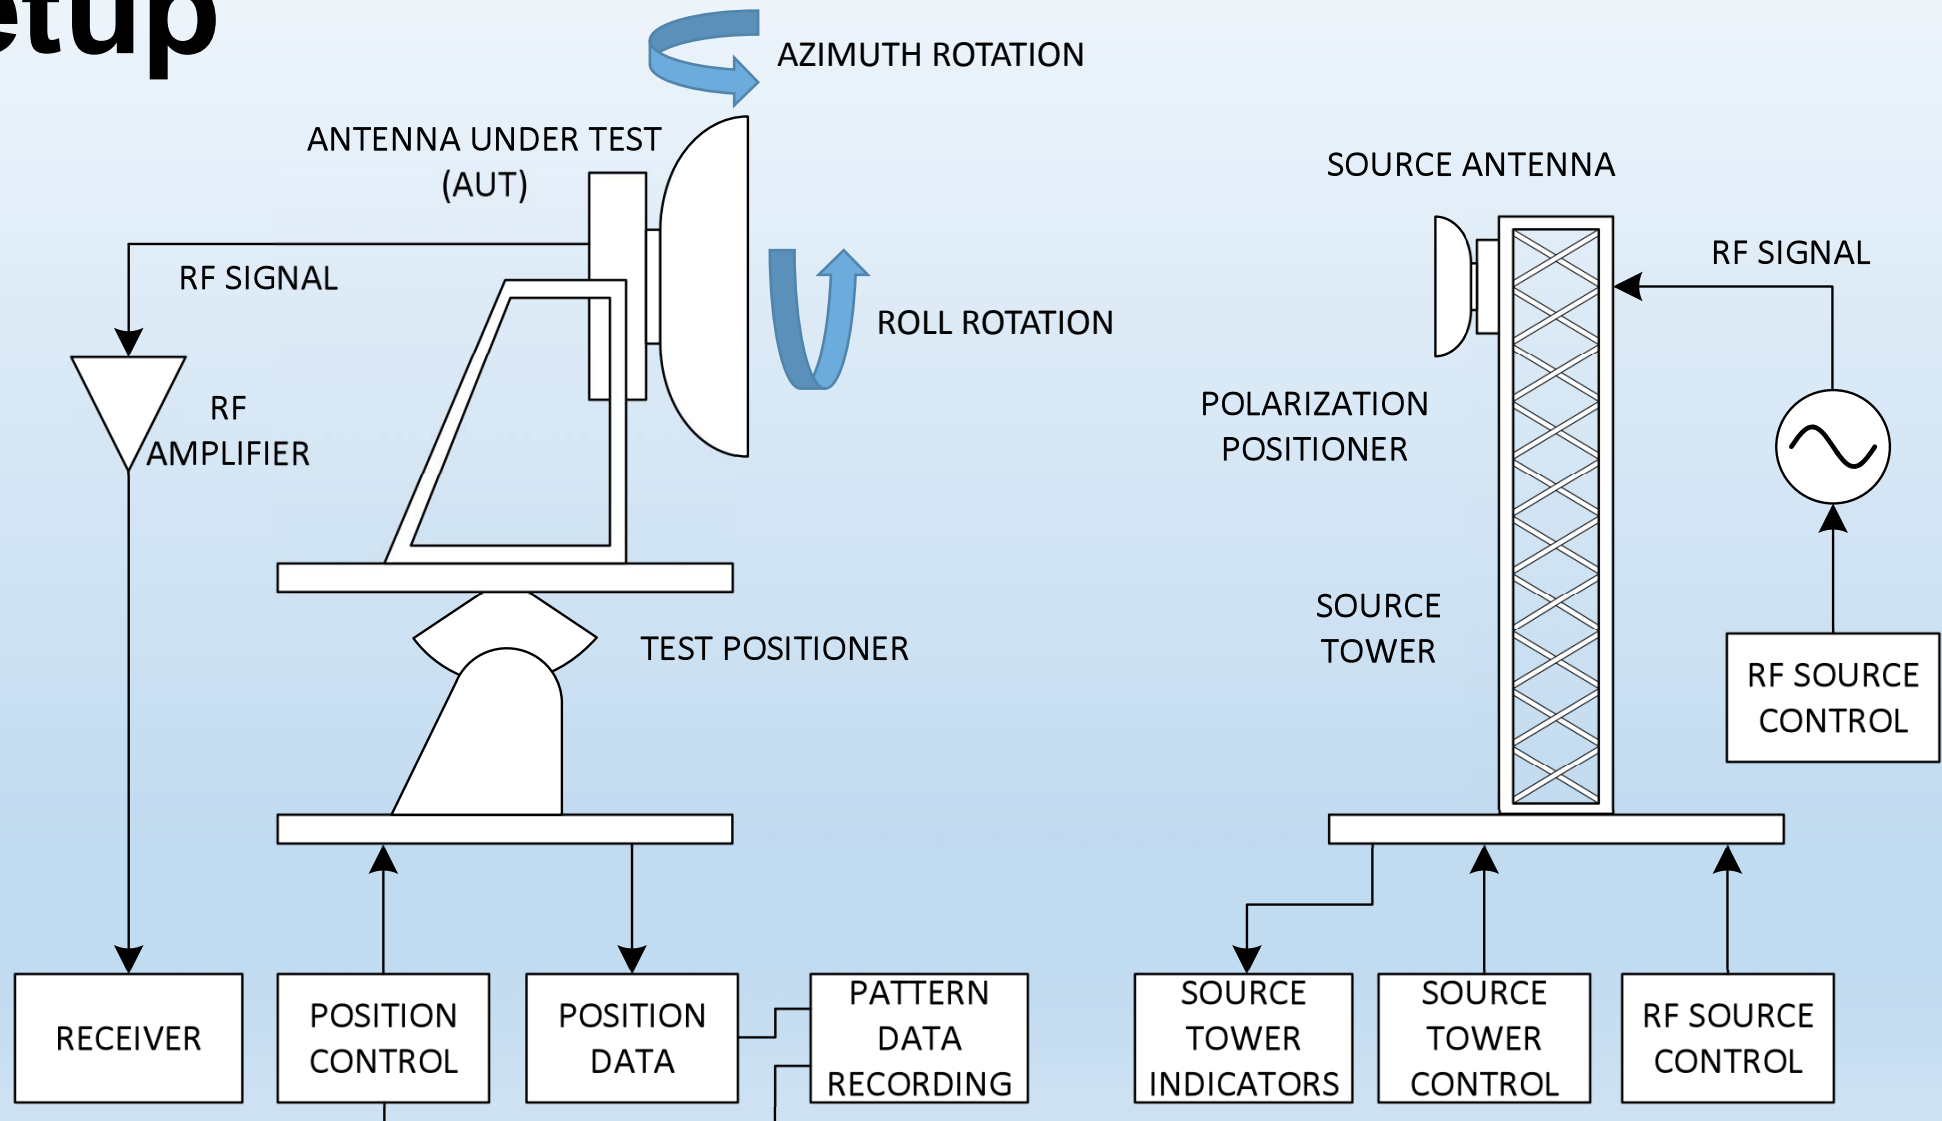 etup
AZIMUTH ROTATION
ANTENNA UNDER TEST
(AUT)
SOURCE ANTENNA
RF SIGNAL
RF SIGNAL
ROLL ROTATION
RF
AMPLIFIER
POLARIZATION
POSITIONER
TEST POSITIONER
SOURCE
TOWER
RF SOURCE
CONTROL
RECEIVER
POSITION
CONTROL
POSITION
DATA
PATTERN
DATA
RECORDING
SOURCE
TOWER
INDICATORS
SOURCE
TOWER
CONTROL
RF SOURCE
CONTROL